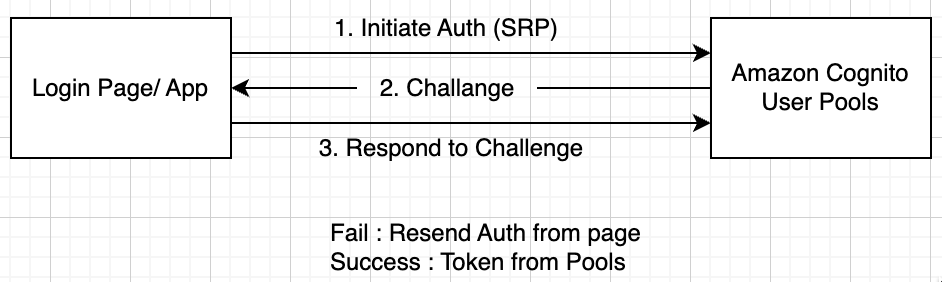 1. Initiate Auth (SRP)
Login Page/ App
2. Challange
Amazon Cognito
User Pools
3. Respond to Challenge
Fail : Resend Auth from page
Success : Token from Pools